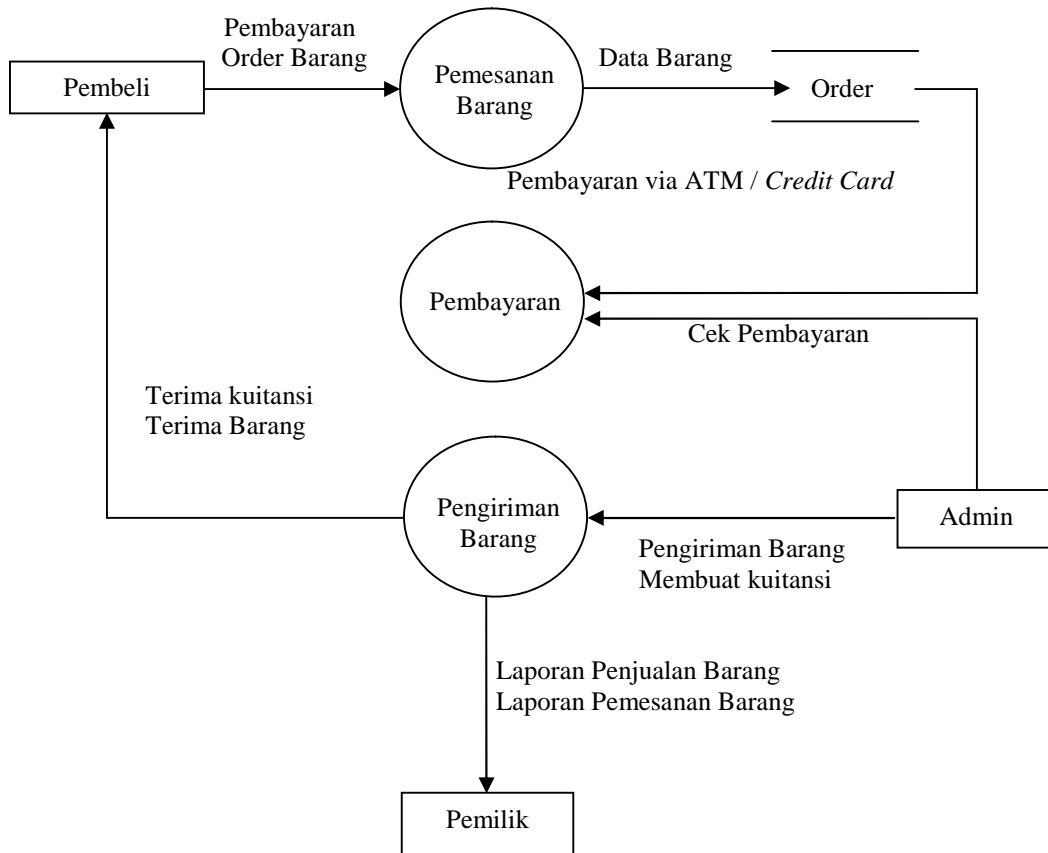 Pembayaran
Order Barang
Data Barang
Pembeli
Pemesanan
Barang
Order
Pembayaran via ATM / Credit Card
Pembayaran
Cek Pembayaran
Terima kuitansi
Terima Barang
Pengiriman
Barang
Admin
Pengiriman Barang
Membuat kuitansi
Laporan Penjualan Barang
Laporan Pemesanan Barang
Pemilik